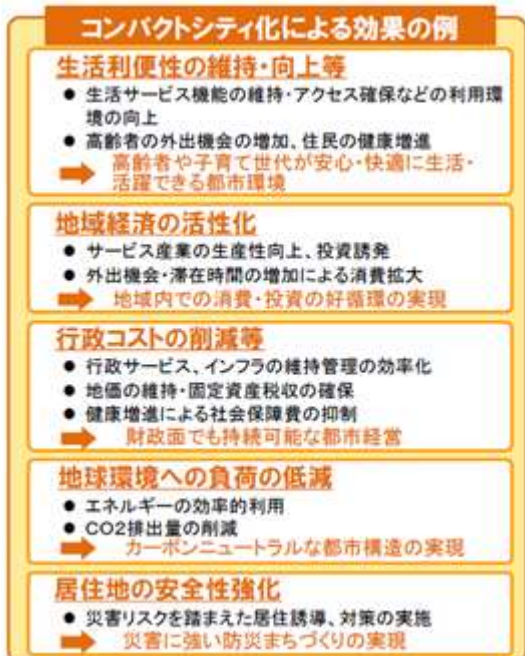 コンパクトシティ化による効果の例
生活利便性の維持・向上等
● 生活サービス機能の維持・アクセス確保などの利用環
境の向上
● 高齢者の外出機会の増加、住民の健康増進
➡ 高齢者や子育て世代が安心・快適に生活・
活躍できる都市環境
地域経済の活性化
● サービス産業の生産性向上、投資誘発
● 外出機会・滞在時間の増加による消費拡大
➡ 地域内での消費・投資の好循環の実現
行政コストの削減等
● 行政サービス、インフラの維持管理の効率化
● 地価の維持・固定資産税収の確保
● 健康増進による社会保障費の抑制
➡ 財政面でも持続可能な都市経営
地球環境への負荷の低減
● エネルギーの効率的利用
● CO2排出量の削減
➡ カーボンニュートラルな都市構造の実現
居住地の安全性強化
● 災害リスクを踏まえた居住誘導、対策の実施
➡ 災害に強い防災まちづくりの実現